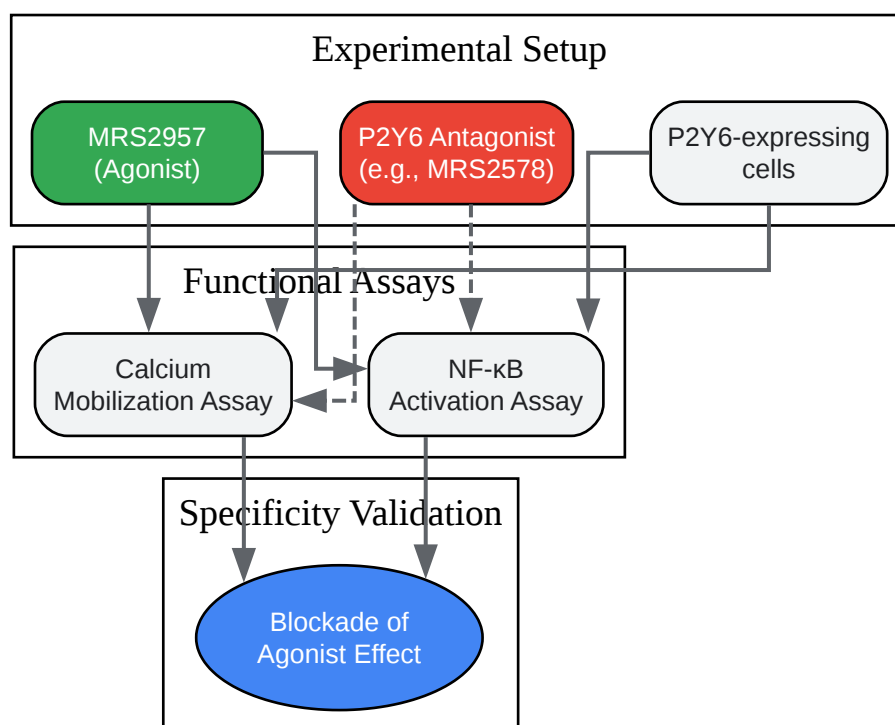 Experimental Setup
MRS2957
(Agonist)
P2Y6 Antagonist
(e.g., MRS2578)
P2Y6-expressing
cells
Functional Assays
Calcium
Mobilization Assay
NF-κB
Activation Assay
Specificity Validation
Blockade of
Agonist Effect